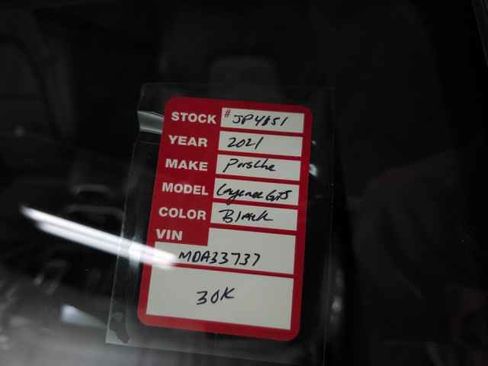 STOCK # JP4851
YEAR 2021
MAKE Porsche
MODEL Cayenne GTS
COLOR Black
VIN
MDA33737
30K